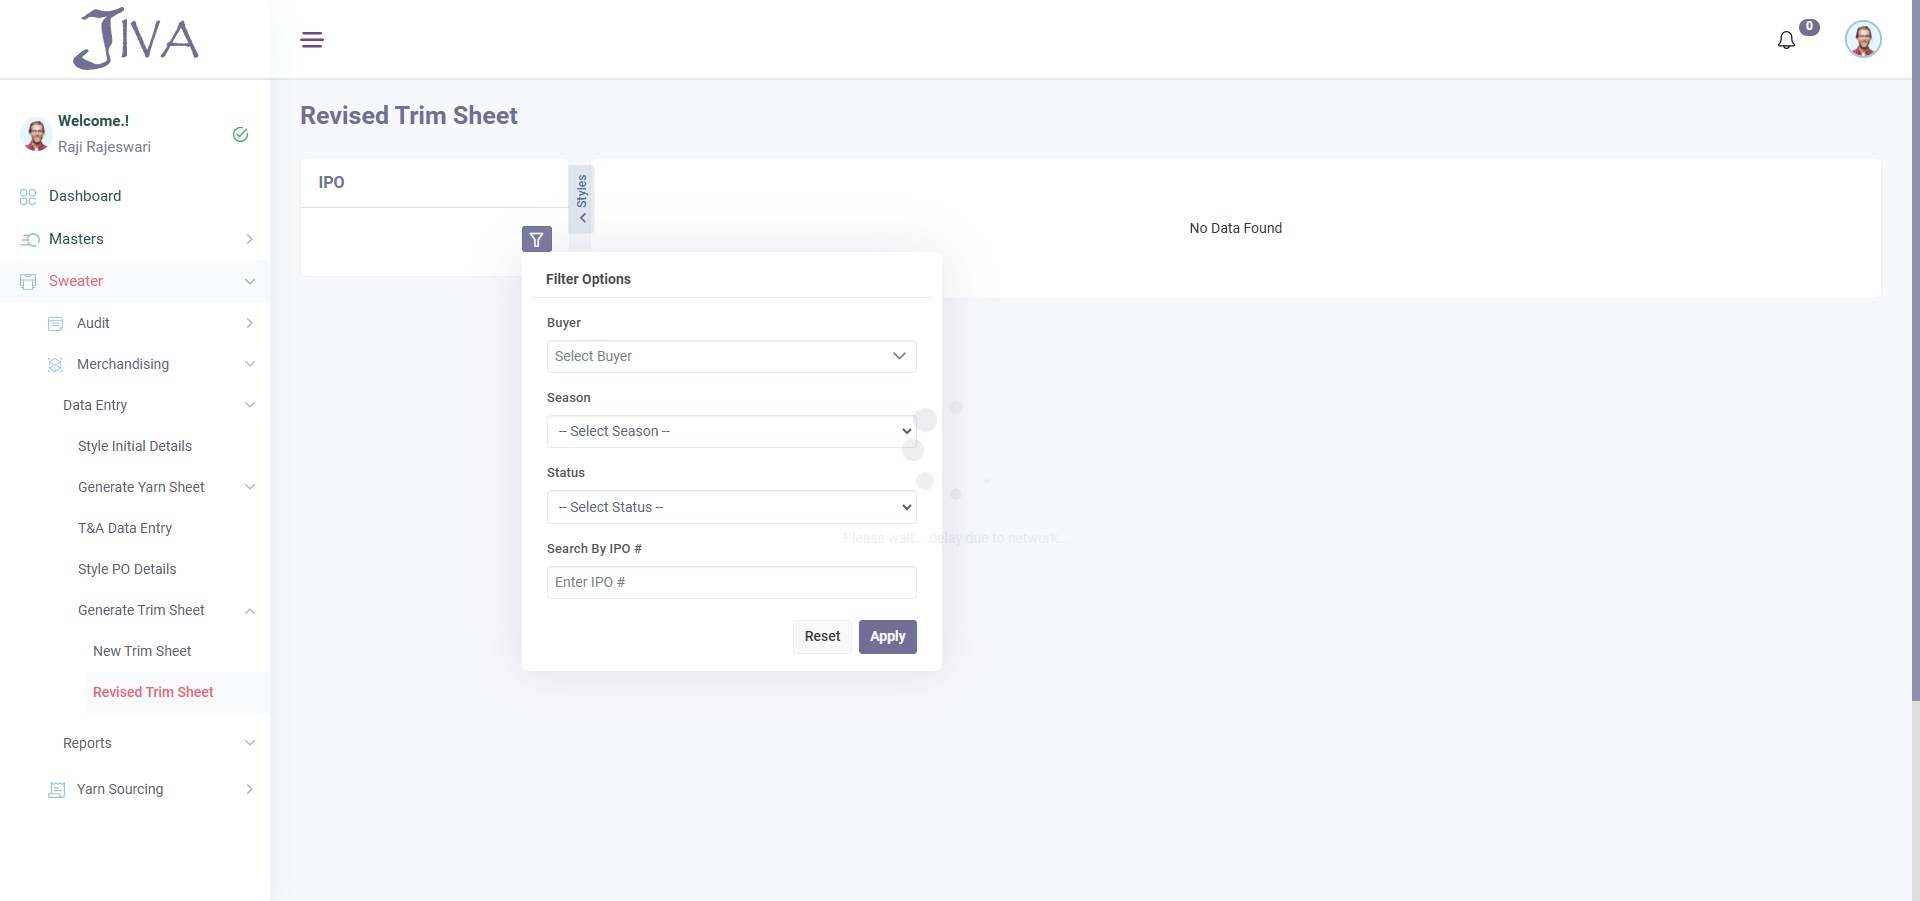 JIVA
0
Welcome.!
Raji Rajeswari
Dashboard
Masters
Sweater
Audit
Merchandising
Data Entry
Style Initial Details
Generate Yarn Sheet
T&A Data Entry
Style PO Details
Generate Trim Sheet
New Trim Sheet
Revised Trim Sheet
Reports
Yarn Sourcing
Revised Trim Sheet
IPO
Styles
No Data Found
Filter Options
Buyer
Select Buyer
Season
-- Select Season --
Status
-- Select Status --
Please wait....delay due to network...
Search By IPO #
Enter IPO #
Reset
Apply